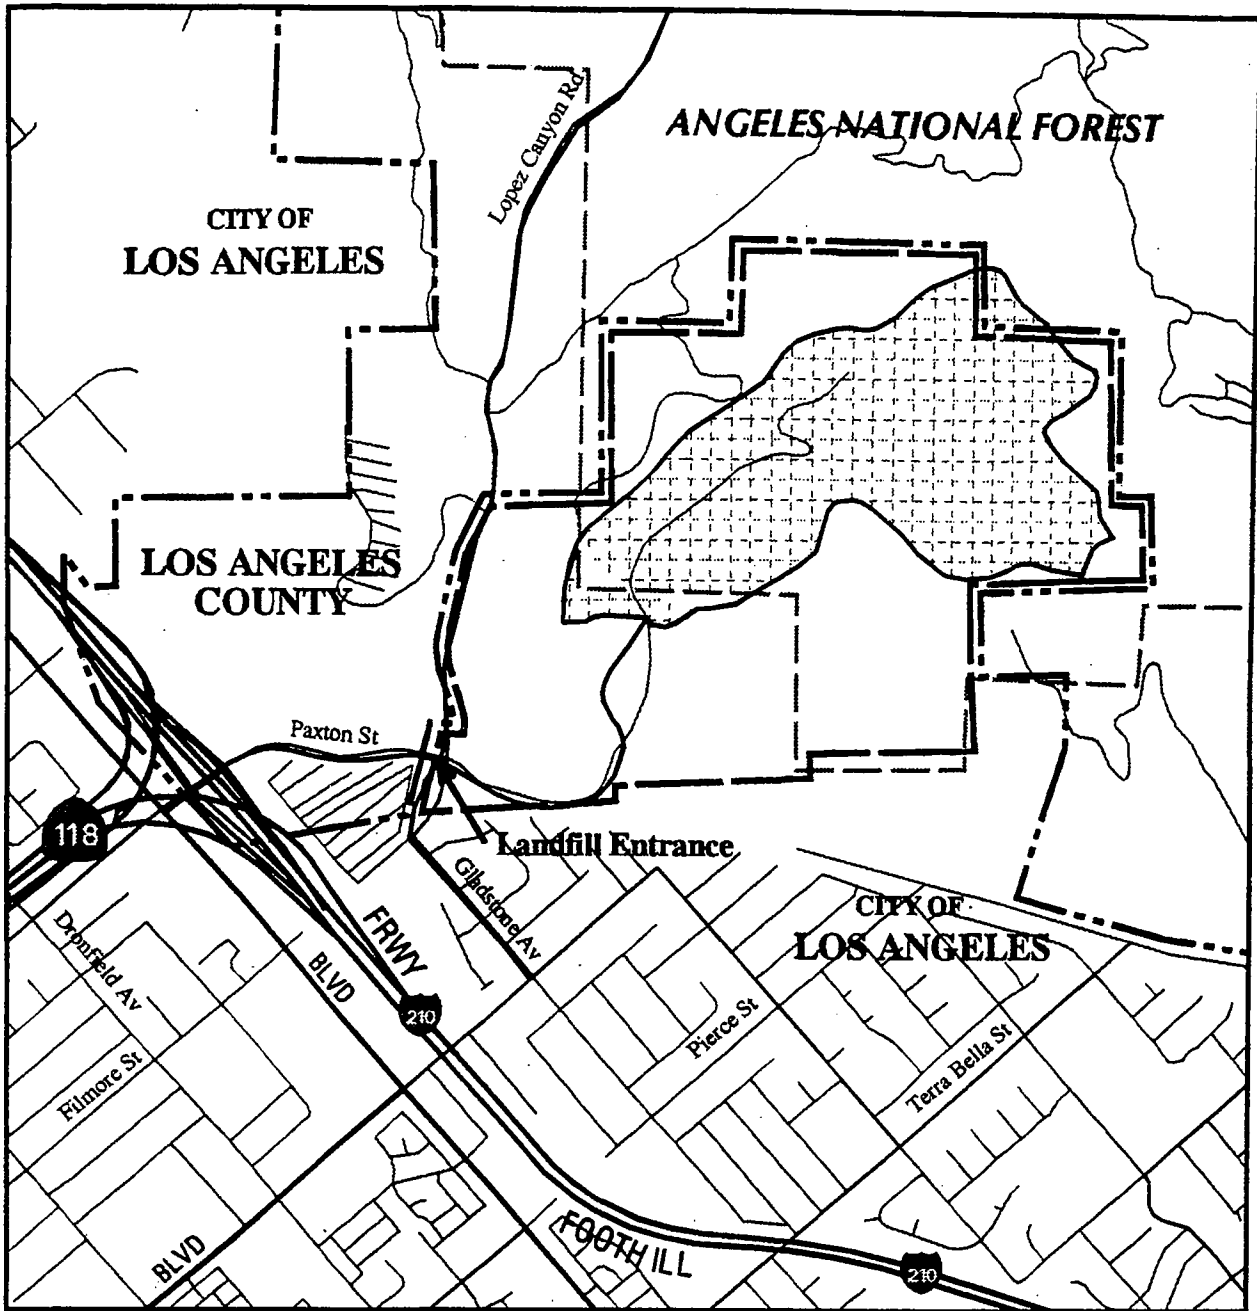 Lopez Canyon Rd
ANGELES NATIONAL FOREST
CITY OF
LOS ANGELES
LOS ANGELES
COUNTY
Paxton St
118
Landfill Entrance
Gladstone Av
CITY OF
LOS ANGELES
FRWY
BLVD
Dronfield Av
210
Pierce St
Filmore St
Terra Bella St
BLVD
FOOTHILL
210